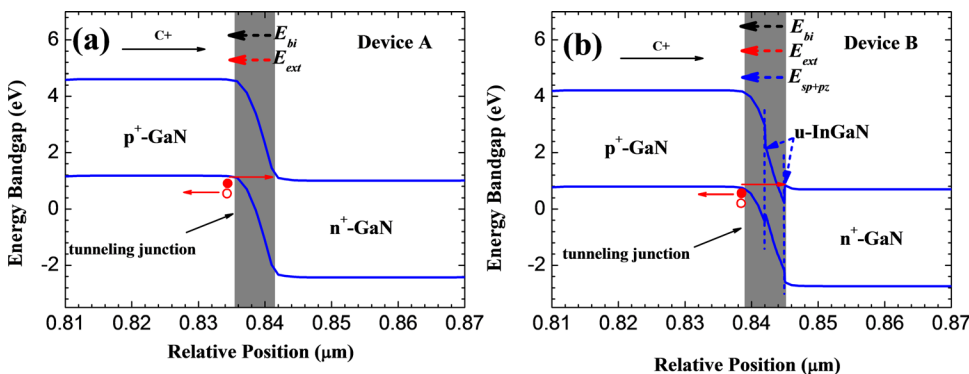 (a)
C+
E_bi
E_ext
Device A
p+-GaN
n+-GaN
tunneling junction
Energy Bandgap (eV)
6
4
2
0
-2
0.81 0.82 0.83 0.84 0.85 0.86 0.87
Relative Position (μm)
(b)
C+
E_bi
E_ext
E_sp+pz
Device B
u-InGaN
p+-GaN
n+-GaN
tunneling junction
Energy Bandgap (eV)
6
4
2
0
-2
0.81 0.82 0.83 0.84 0.85 0.86 0.87
Relative Position (μm)